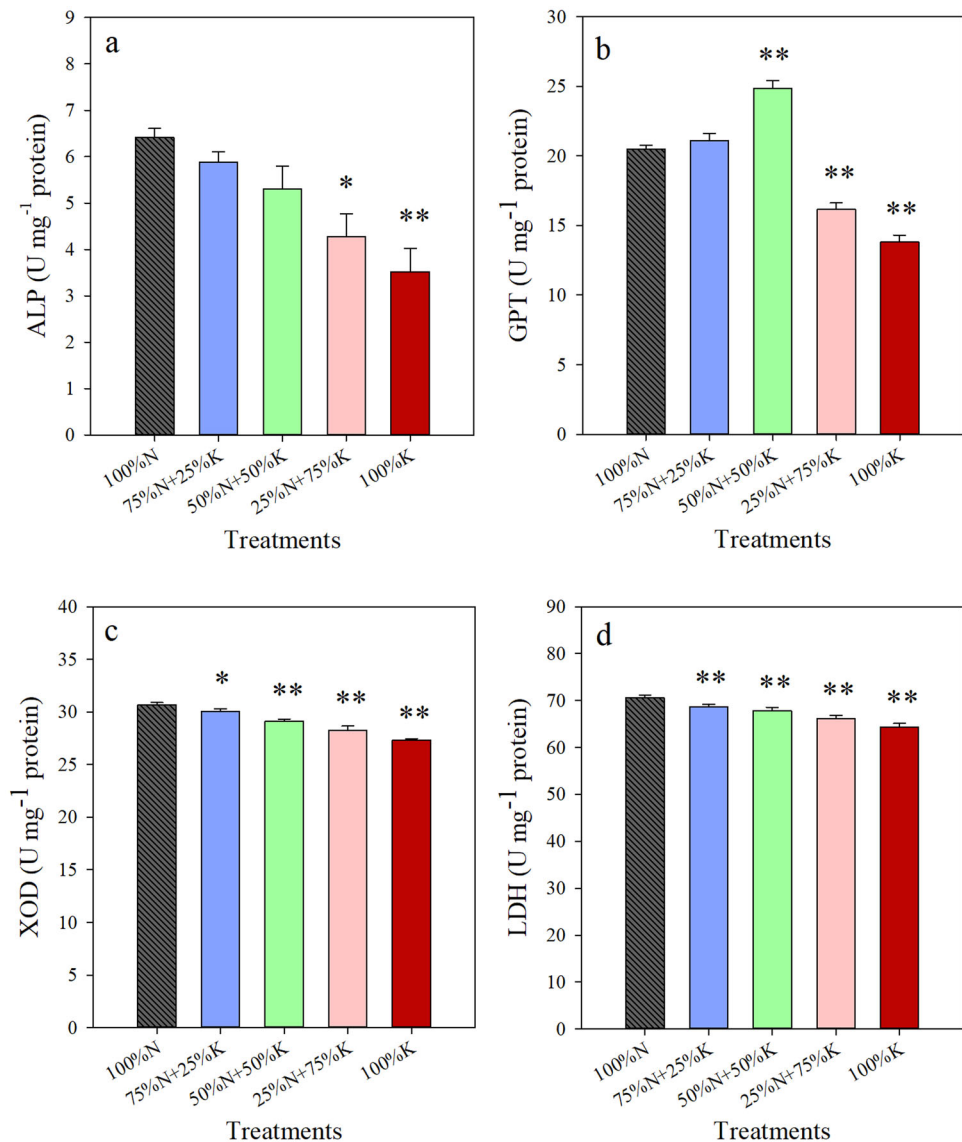 a
ALP (U mg-1 protein)
9
8
7
6
5
4
3
2
1
0
*
**
100%N
75%N+25%K
50%N+50%K
25%N+75%K
100%K
Treatments
b
GPT (U mg-1 protein)
30
25
20
15
10
5
0
**
**
**
100%N
75%N+25%K
50%N+50%K
25%N+75%K
100%K
Treatments
c
XOD (U mg-1 protein)
40
35
30
25
20
15
10
5
0
*
**
**
**
100%N
75%N+25%K
50%N+50%K
25%N+75%K
100%K
Treatments
d
LDH (U mg-1 protein)
90
80
70
60
50
40
30
20
10
0
**
**
**
**
100%N
75%N+25%K
50%N+50%K
25%N+75%K
100%K
Treatments